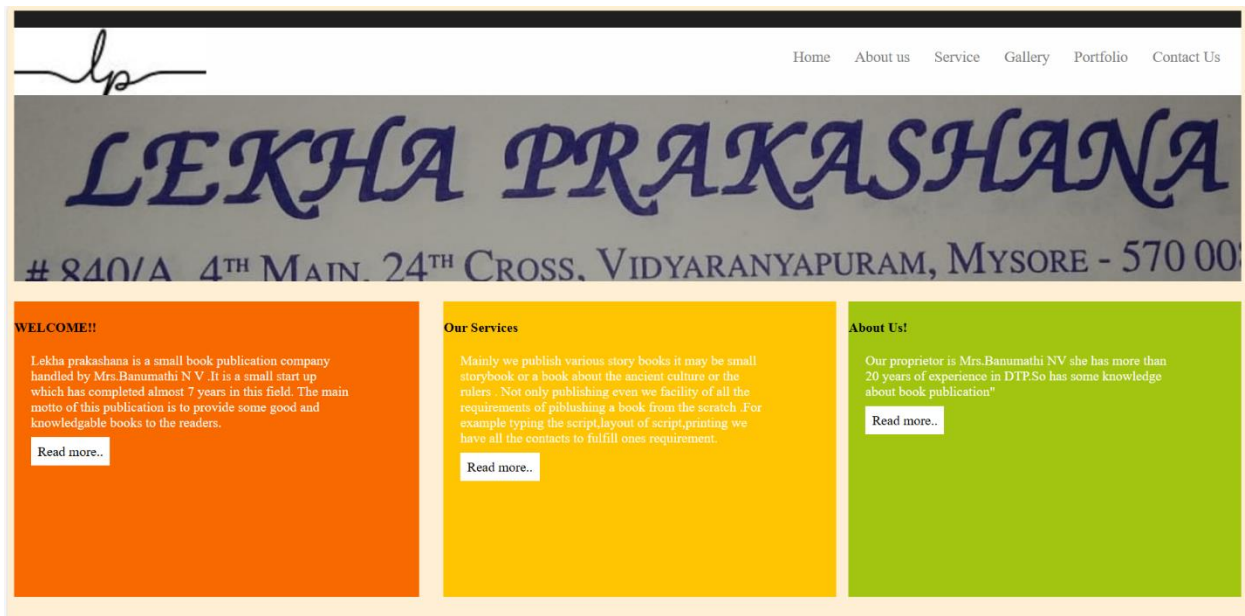 lp
Home About us Service Gallery Portfolio Contact Us
LEKHA PRAKASHANA
# 840/A, 4TH MAIN, 24TH CROSS, VIDYARANYAPURAM, MYSORE - 570 00
WELCOME!!
Lekha prakashana is a small book publication company
handled by Mrs.Banumathi N V .It is a small start up
which has completed almost 7 years in this field. The main
motto of this publication is to provide some good and
knowledgable books to the readers.
Read more..
Our Services
Mainly we publish various story books it may be small
storybook or a book about the ancient culture or the
rulers . Not only publishing even we facility of all the
requirements of piblushing a book from the scratch .For
example typing the script,layout of script,printing we
have all the contacts to fulfill ones requirement.
Read more..
About Us!
Our proprietor is Mrs.Banumathi NV she has more than
20 years of experience in DTP.So has some knowledge
about book publication"
Read more..